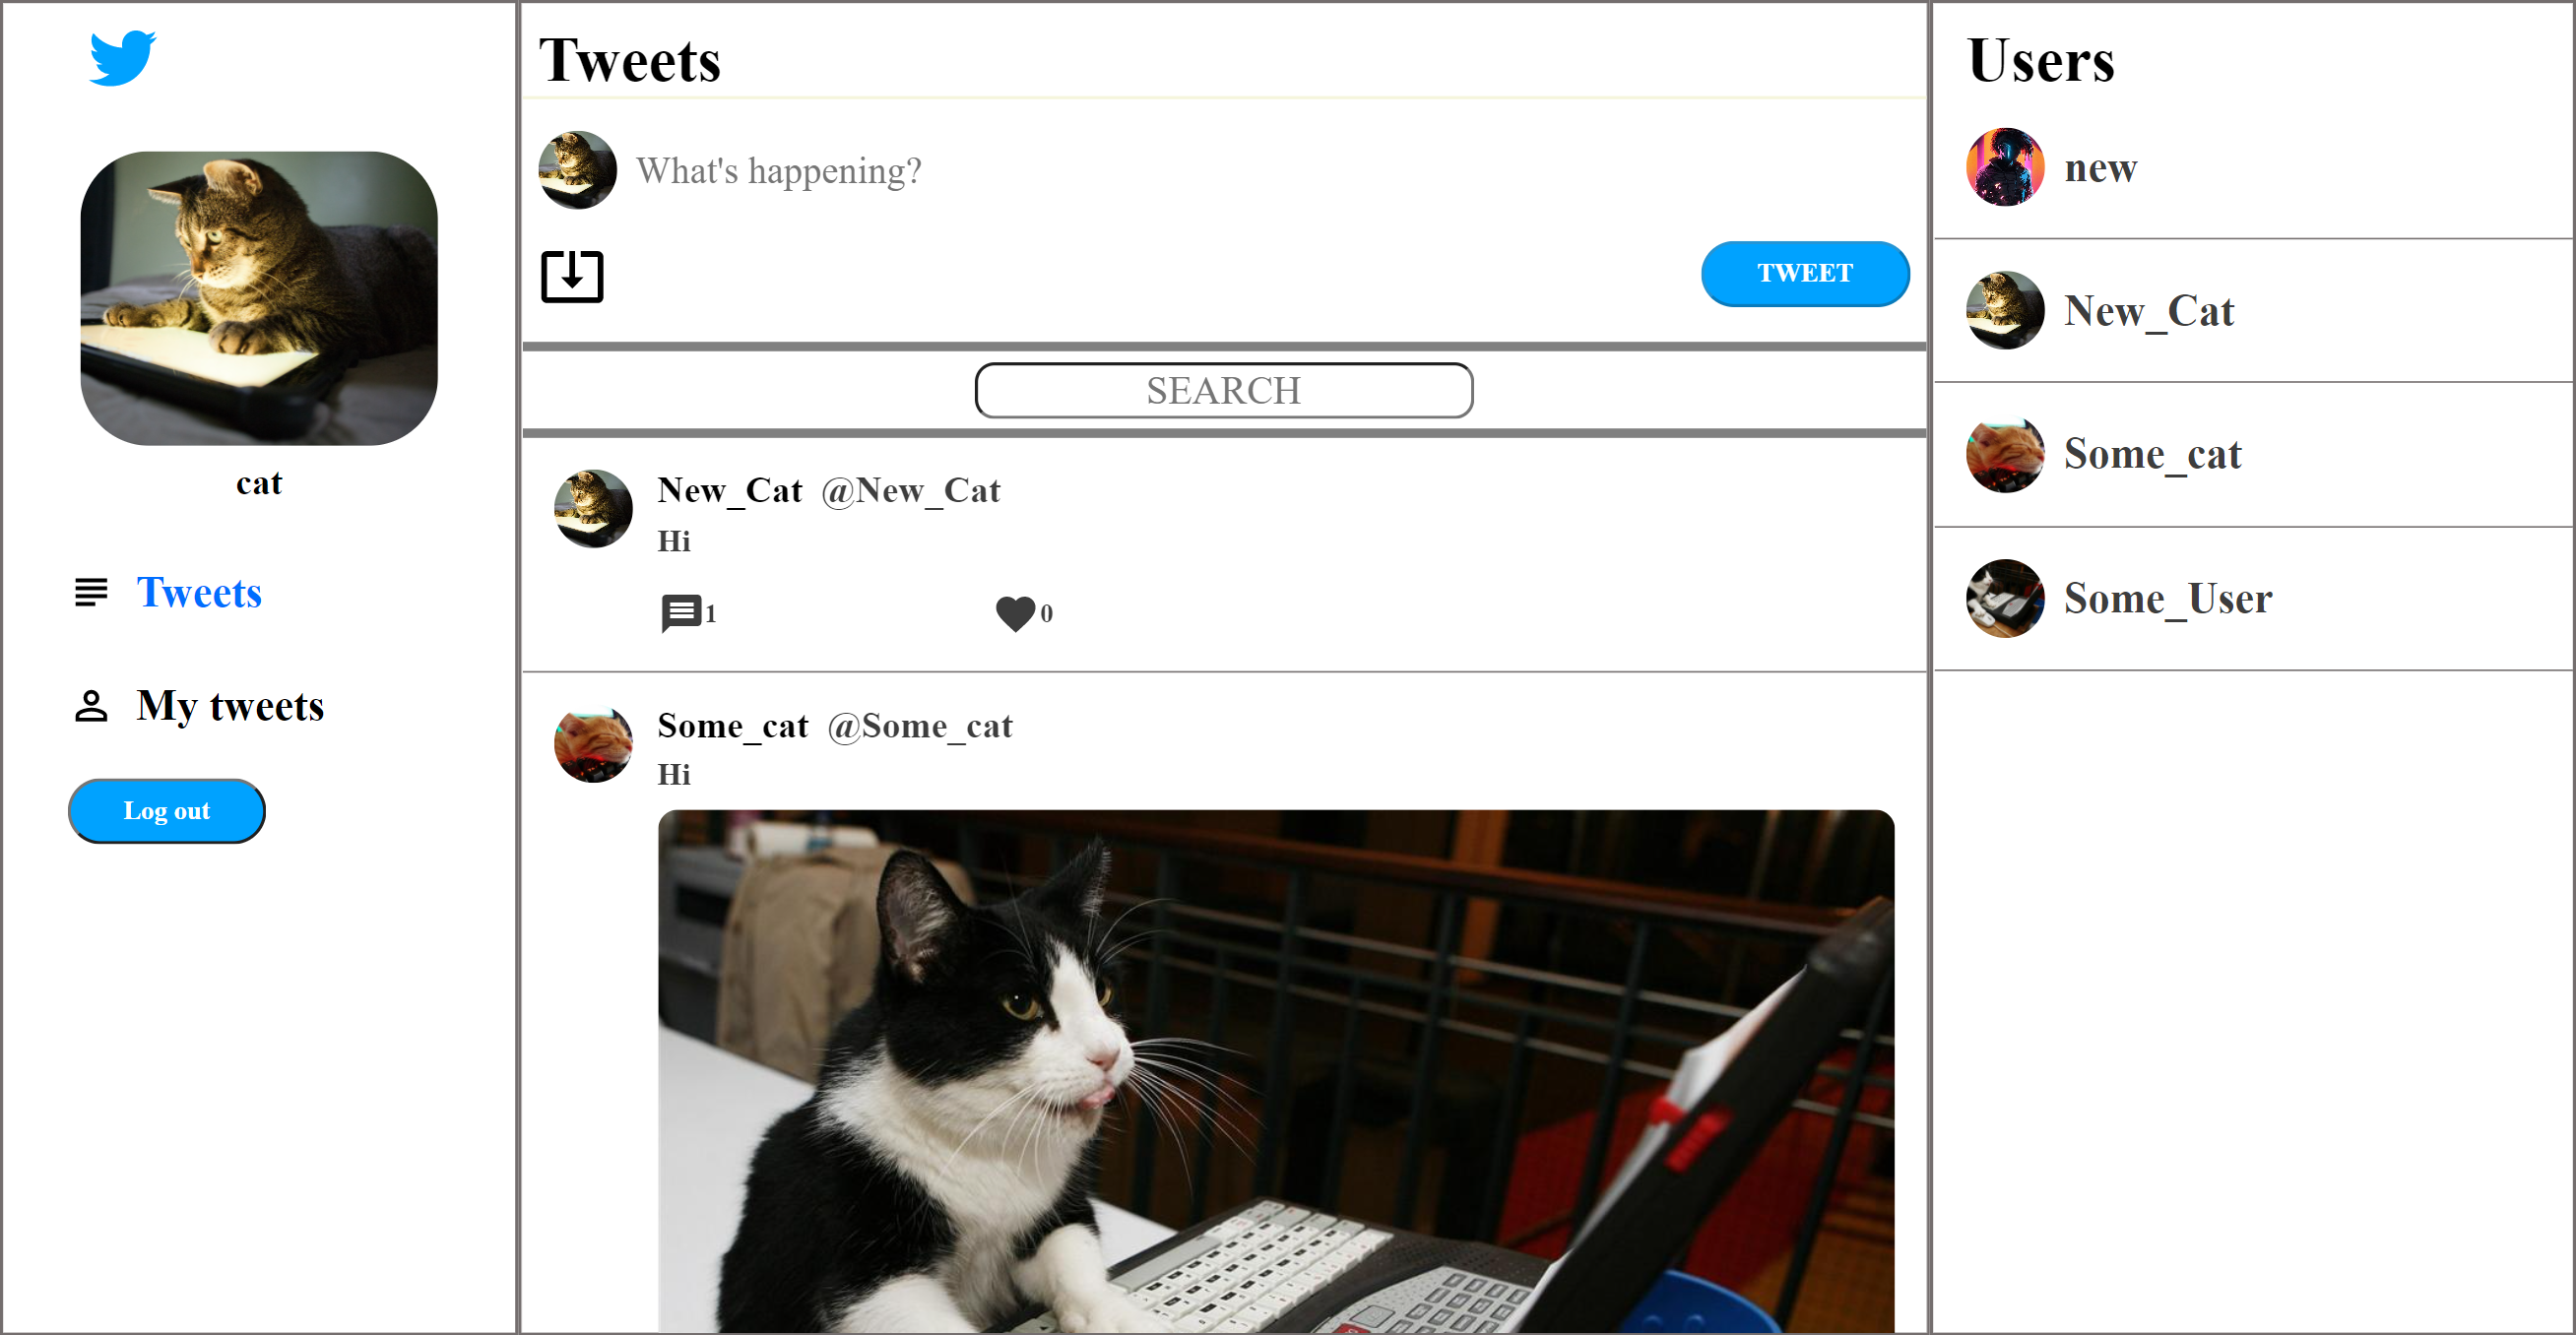 cat
Tweets
My tweets
Log out
Tweets
What's happening?
TWEET
SEARCH
New_Cat @New_Cat
Hi
1 0
Some_cat @Some_cat
Hi
Users
new
New_Cat
Some_cat
Some_User